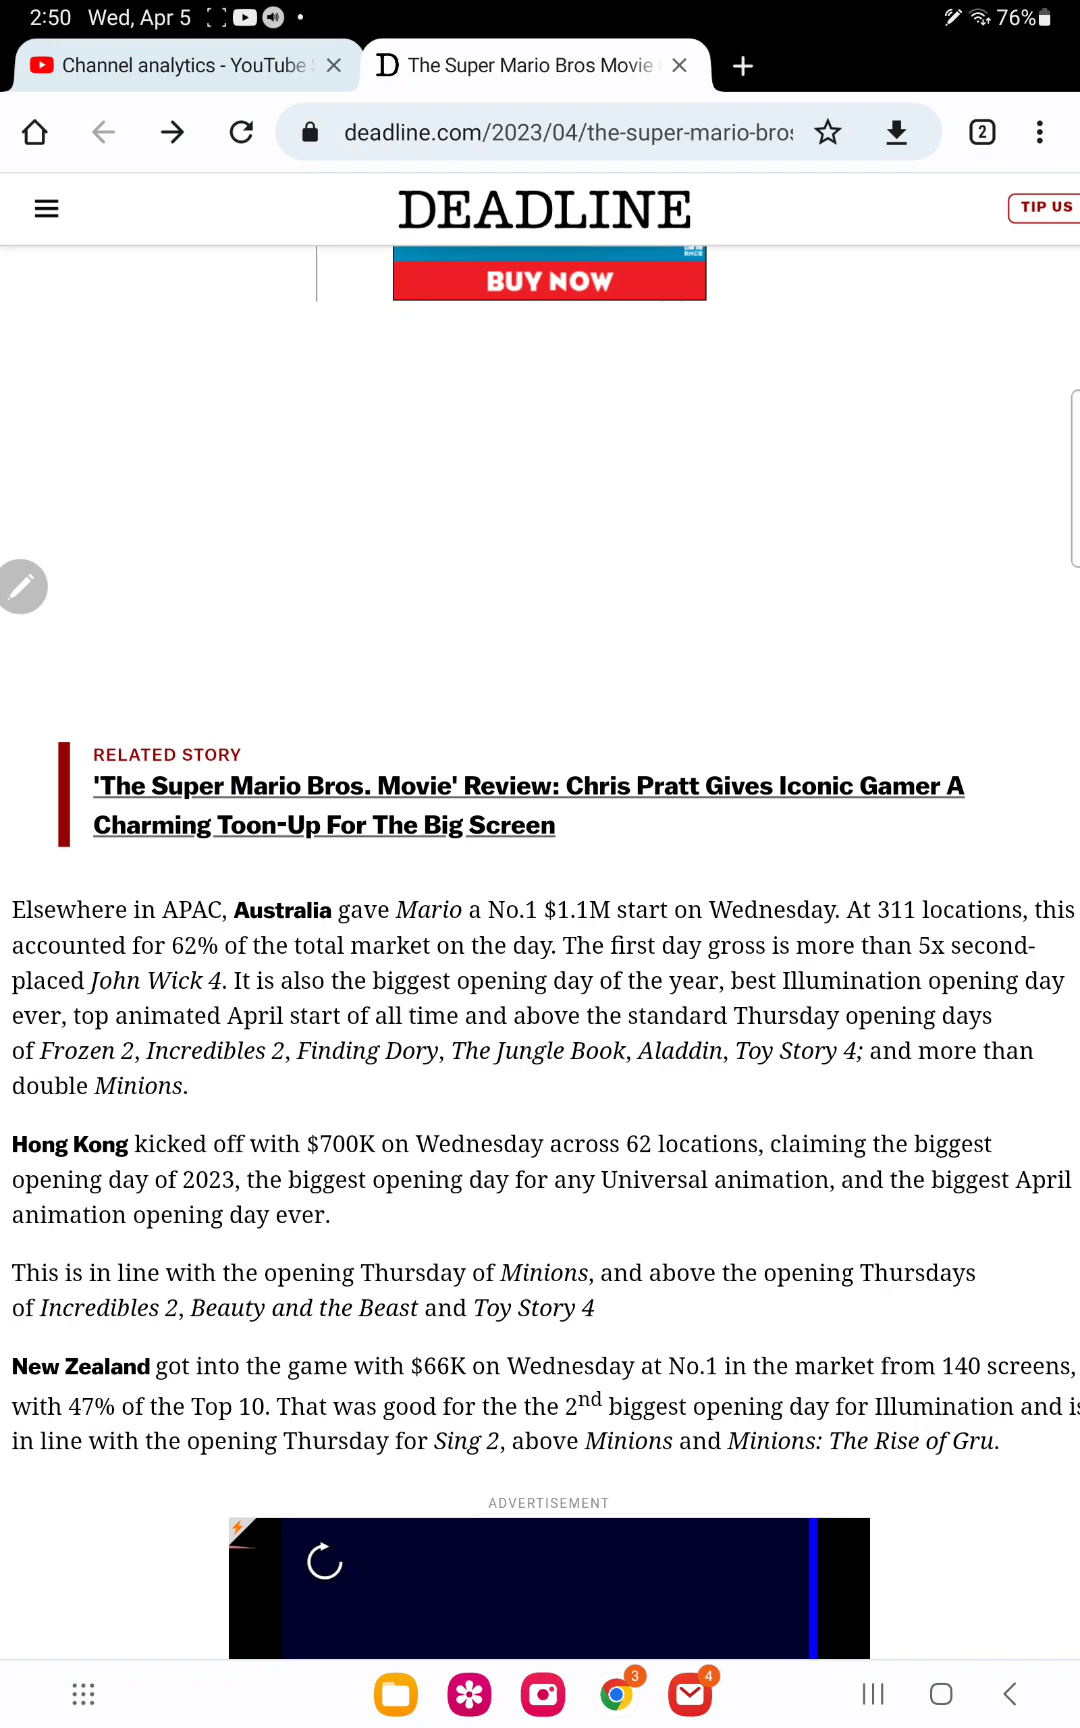 2:50 Wed, Apr 5
76%
Channel analytics - YouTube
The Super Mario Bros Movie
deadline.com/2023/04/the-super-mario-bro
2
DEADLINE
TIP US
BUY NOW
RELATED STORY
'The Super Mario Bros. Movie' Review: Chris Pratt Gives Iconic Gamer A
Charming Toon-Up For The Big Screen
Elsewhere in APAC, Australia gave Mario a No.1 $1.1M start on Wednesday. At 311 locations, this
accounted for 62% of the total market on the day. The first day gross is more than 5x second-
placed John Wick 4. It is also the biggest opening day of the year, best Illumination opening day
ever, top animated April start of all time and above the standard Thursday opening days
of Frozen 2, Incredibles 2, Finding Dory, The Jungle Book, Aladdin, Toy Story 4; and more than
double Minions.
Hong Kong kicked off with $700K on Wednesday across 62 locations, claiming the biggest
opening day of 2023, the biggest opening day for any Universal animation, and the biggest April
animation opening day ever.
This is in line with the opening Thursday of Minions, and above the opening Thursdays
of Incredibles 2, Beauty and the Beast and Toy Story 4
New Zealand got into the game with $66K on Wednesday at No.1 in the market from 140 screens,
with 47% of the Top 10. That was good for the the 2nd biggest opening day for Illumination and is
in line with the opening Thursday for Sing 2, above Minions and Minions: The Rise of Gru.
ADVERTISEMENT
3
4